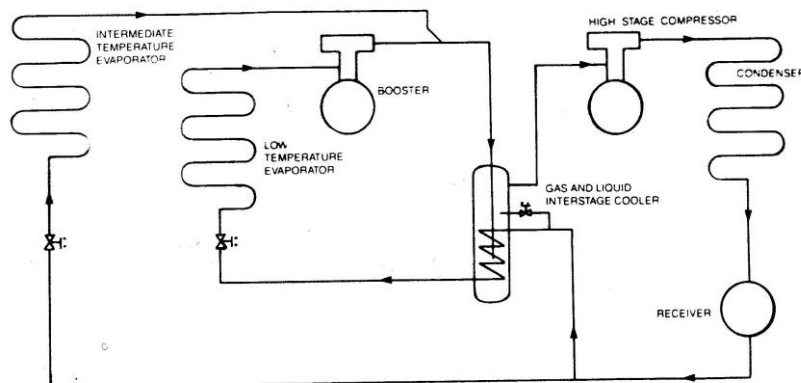 INTERMEDIATE
TEMPERATURE
EVAPORATOR
BOOSTER
LOW
TEMPERATURE
EVAPORATOR
HIGH STAGE COMPRESSOR
CONDENSER
GAS AND LIQUID
INTERSTAGE COOLER
RECEIVER